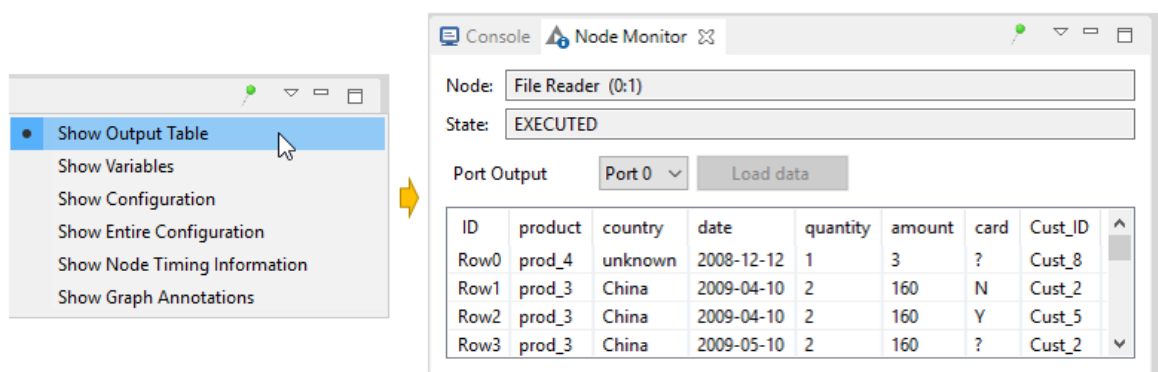 Show Output Table
Show Variables
Show Configuration
Show Entire Configuration
Show Node Timing Information
Show Graph Annotations
Console Node Monitor
Node: File Reader (0:1)
State: EXECUTED
Port Output Port 0 Load data
ID product country date quantity amount card Cust_ID
Row0 prod_4 unknown 2008-12-12 1 3 ? Cust_8
Row1 prod_3 China 2009-04-10 2 160 N Cust_2
Row2 prod_3 China 2009-04-10 2 160 Y Cust_5
Row3 prod_3 China 2009-05-10 2 160 ? Cust_2